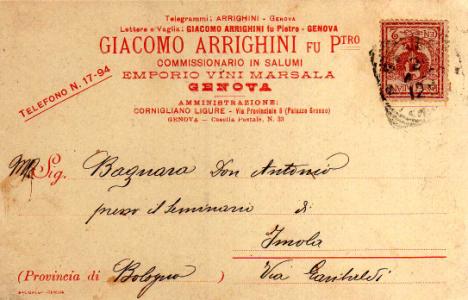 Telegrammi: ARRIGHINI - GENOVA
Lettere e Vaglia: GIACOMO ARRIGHINI fu Pietro - GENOVA
GIACOMO ARRIGHINI FU PTRO
COMMISSIONARIO IN SALUMI
EMPORIO VINI MARSALA
GENOVA
TELEFONO N. 17-94
AMMINISTRAZIONE:
CORNIGLIANO LIGURE - Via Provinciale 8 (Palazzo Grasso)
GENOVA - Casella Postale, N. 33
Sig. Bagnara Don Antonio
presso il Seminario di
Imola
(Provincia di Bologna) Via Garibaldi